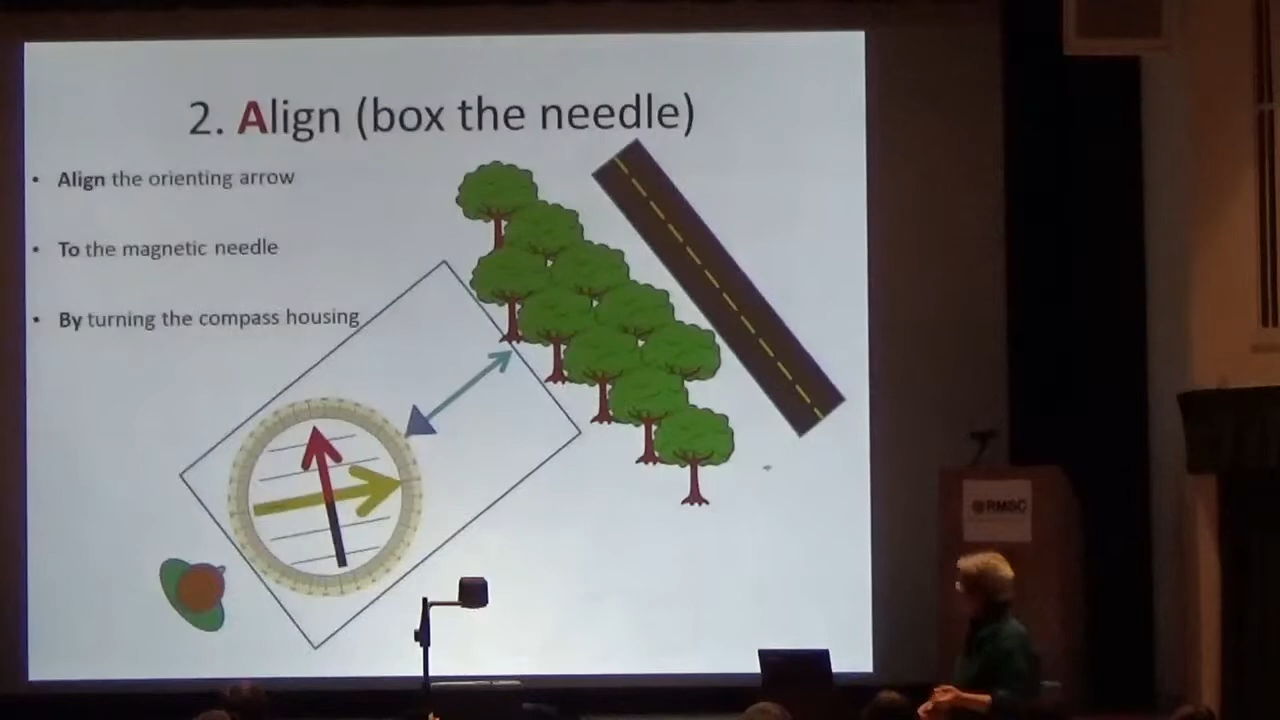 2. Align (box the needle)
• Align the orienting arrow
• To the magnetic needle
• By turning the compass housing
RMSC